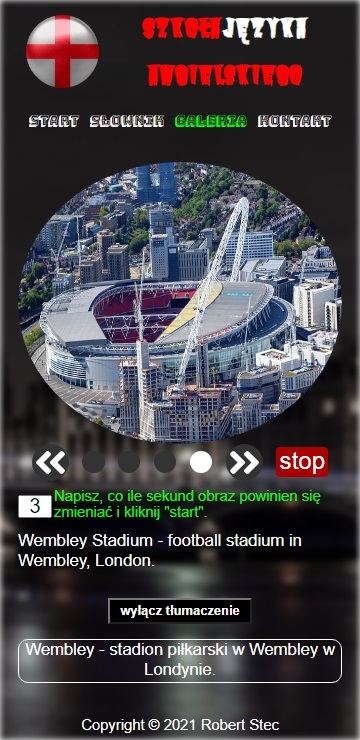 SZKOŁA JĘZYKA
ANGIELSKIEGO
START SŁOWNIK GALERIA KONTAKT
stop
3 Napisz, co ile sekund obraz powinien się
zmieniać i kliknij "start".
Wembley Stadium - football stadium in
Wembley, London.
wyłącz tłumaczenie
Wembley - stadion piłkarski w Wembley w
Londynie.
Copyright © 2021 Robert Stec